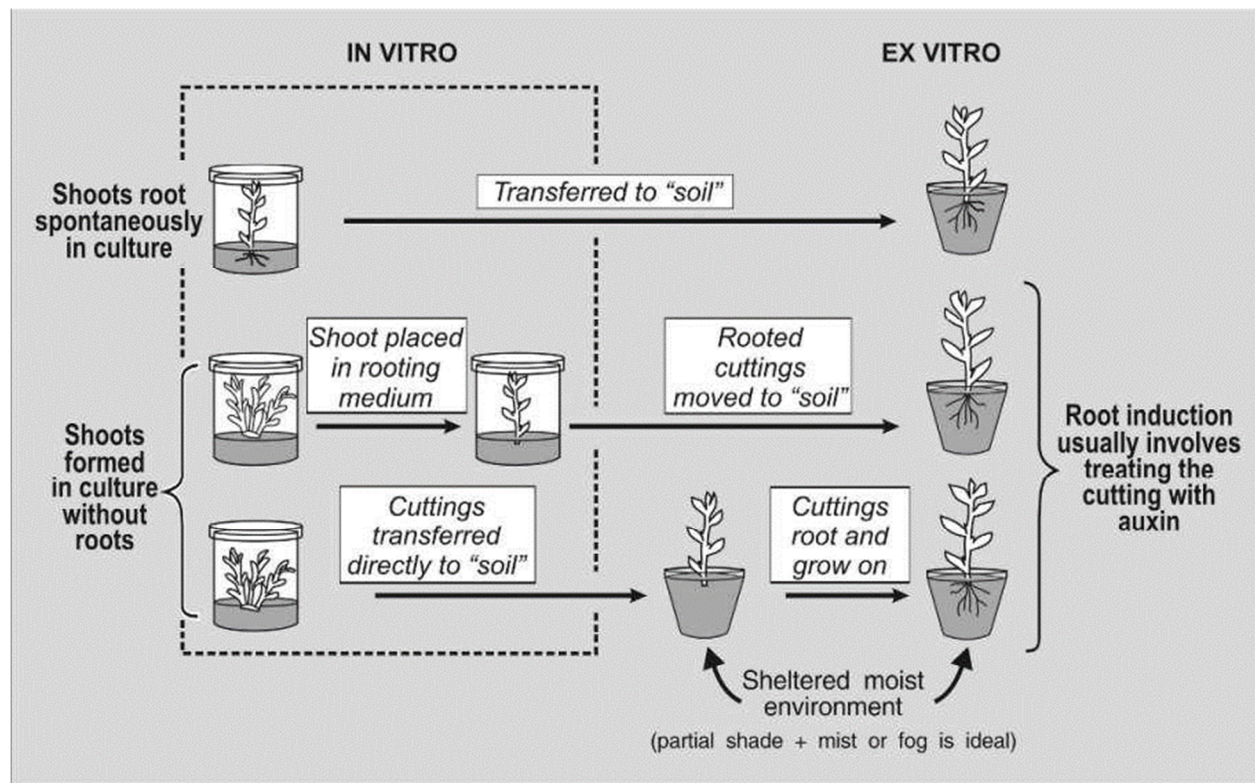 IN VITRO
EX VITRO
Shoots root
spontaneously
in culture
Transferred to “soil”
Shoots
formed
in culture
without
roots
Shoot placed
in rooting
medium
Rooted
cuttings
moved to “soil”
Cuttings
transferred
directly to “soil”
Cuttings
root and
grow on
Root induction
usually involves
treating the
cutting with
auxin
Sheltered moist
environment
(partial shade + mist or fog is ideal)